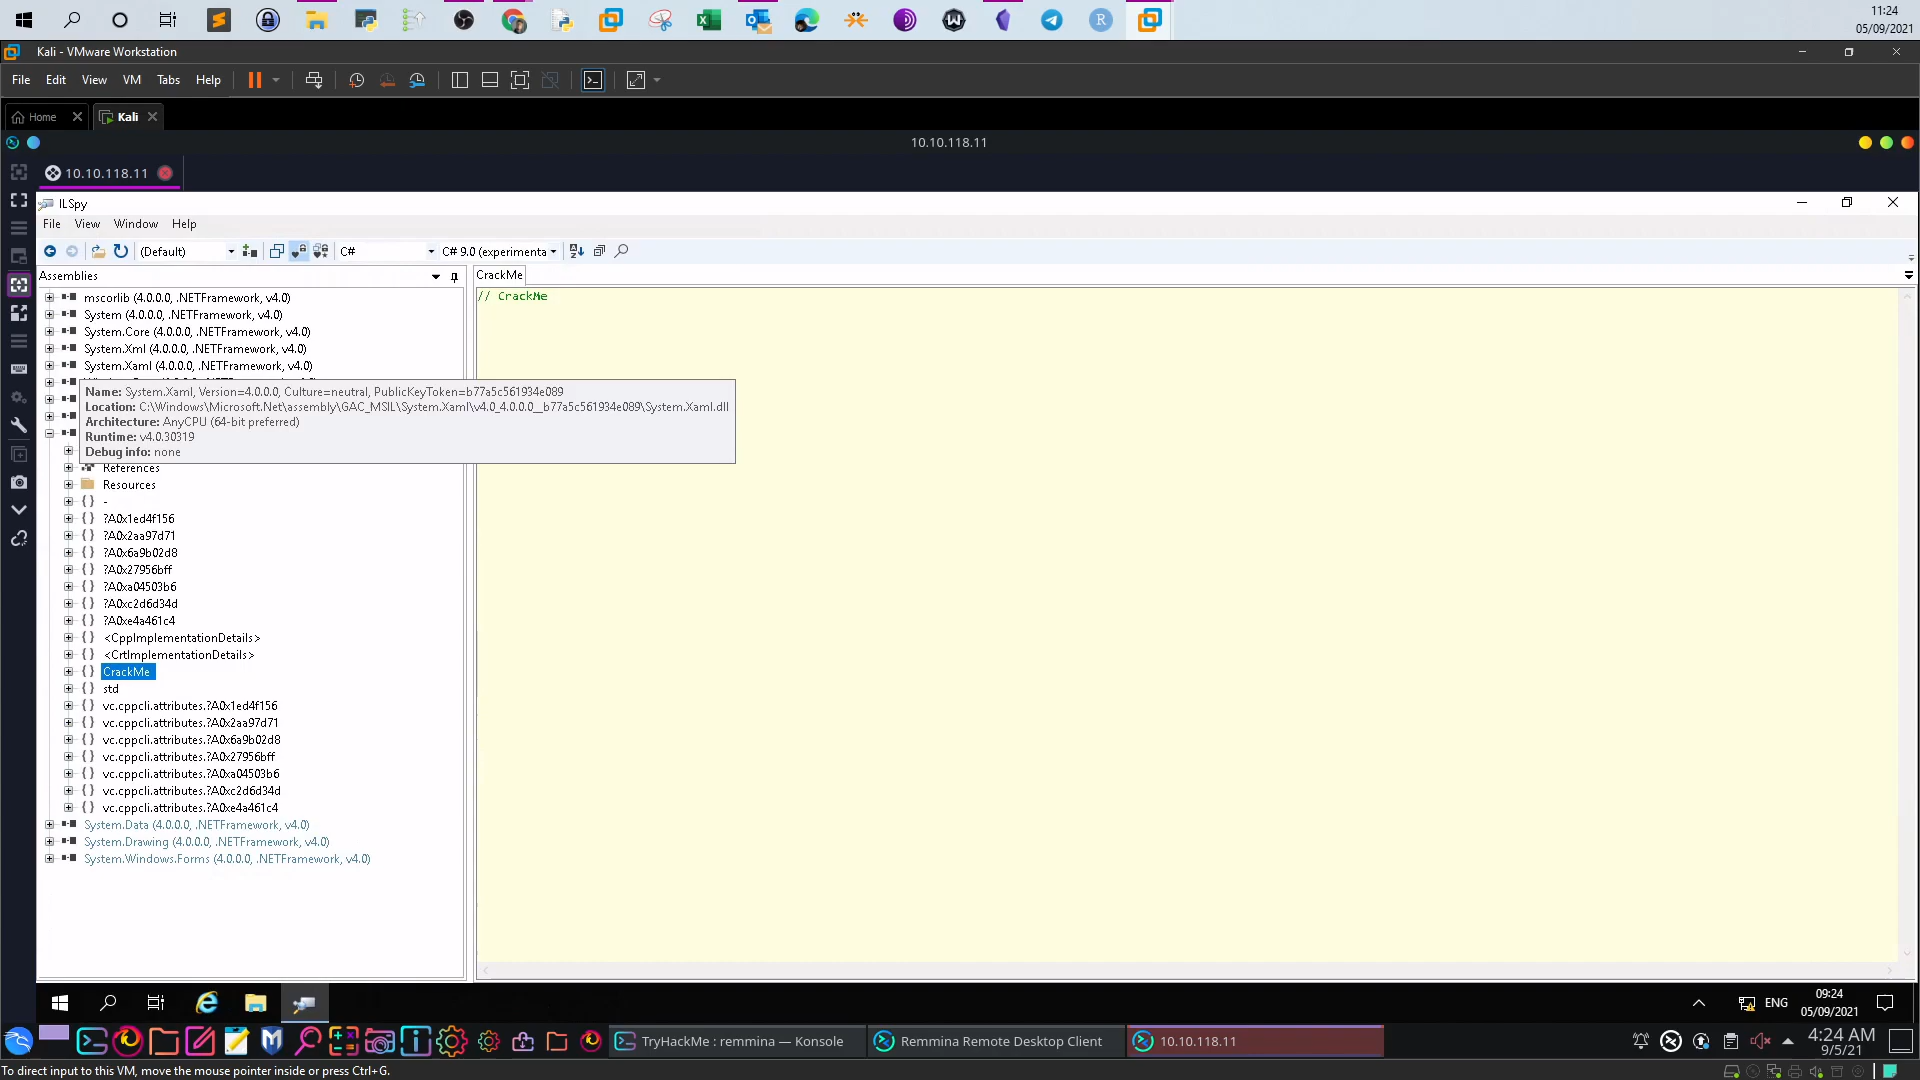 11:24
05/09/2021
Kali - VMware Workstation
File Edit View VM Tabs Help
Home Kali
10.10.118.11
10.10.118.11
ILSpy
File View Window Help
(Default) C# C# 9.0 (experimenta
Assemblies
CrackMe
// CrackMe
mscorlib (4.0.0.0, .NETFramework, v4.0)
System (4.0.0.0, .NETFramework, v4.0)
System.Core (4.0.0.0, .NETFramework, v4.0)
System.Xml (4.0.0.0, .NETFramework, v4.0)
System.Xaml (4.0.0.0, .NETFramework, v4.0)
Name: System.Xaml, Version=4.0.0.0, Culture=neutral, PublicKeyToken=b77a5c561934e089
Location: C:\Windows\Microsoft.Net\assembly\GAC_MSIL\System.Xaml\v4.0_4.0.0.0__b77a5c561934e089\System.Xaml.dll
Architecture: AnyCPU (64-bit preferred)
Runtime: v4.0.30319
Debug info: none
References
Resources
-
?A0x1ed4f156
?A0x2aa97d71
?A0x6a9b02d8
?A0x27956bff
?A0xa04503b6
?A0xc2d6d34d
?A0xe4a461c4
<CppImplementationDetails>
<CrtImplementationDetails>
CrackMe
std
vc.cppcli.attributes.?A0x1ed4f156
vc.cppcli.attributes.?A0x2aa97d71
vc.cppcli.attributes.?A0x6a9b02d8
vc.cppcli.attributes.?A0x27956bff
vc.cppcli.attributes.?A0xa04503b6
vc.cppcli.attributes.?A0xc2d6d34d
vc.cppcli.attributes.?A0xe4a461c4
System.Data (4.0.0.0, .NETFramework, v4.0)
System.Drawing (4.0.0.0, .NETFramework, v4.0)
System.Windows.Forms (4.0.0.0, .NETFramework, v4.0)
ENG
09:24
05/09/2021
TryHackMe : remmina — Konsole
Remmina Remote Desktop Client
10.10.118.11
4:24 AM
9/5/21
To direct input to this VM, move the mouse pointer inside or press Ctrl+G.